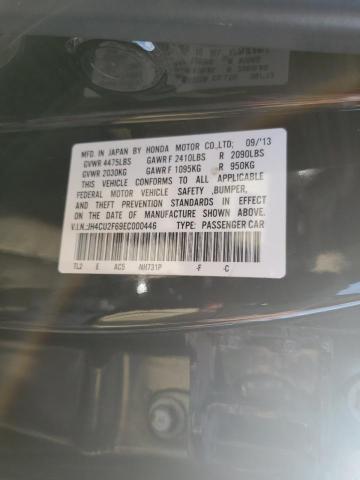 MFD. IN JAPAN BY HONDA MOTOR CO.,LTD; 09/'13
GVWR 4475LBS GAWR F 2410LBS R 2090LBS
GVWR 2030KG GAWR F 1095KG R 950KG
THIS VEHICLE CONFORMS TO ALL APPLICABLE
FEDERAL MOTOR VEHICLE SAFETY ,BUMPER,
AND THEFT PREVENTION STANDARDS IN EFFECT
ON THE DATE OF MANUFACTURE SHOWN ABOVE.
V.I.N.:JH4CU2F69EC000446 TYPE: PASSENGER CAR
TL2 E AC5 -NH731P -F -C